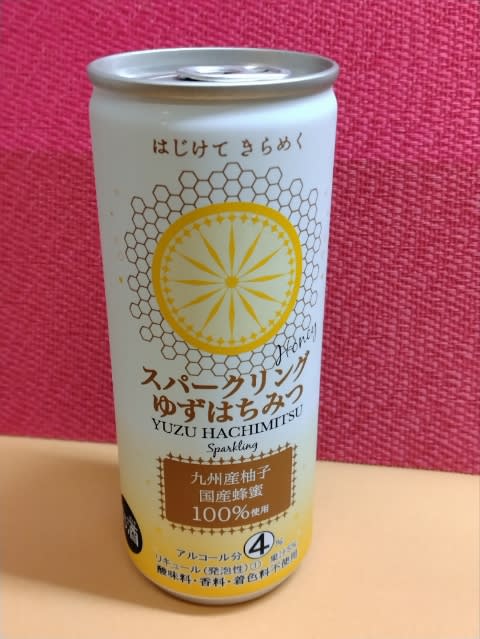 はじけて きらめく
Honey
スパークリング
ゆずはちみつ
YUZU HACHIMITSU
Sparkling
九州産柚子
国産蜂蜜
100%使用
酒
アルコール分 4%
リキュール(発泡性)①
酸味料・香料・着色料不使用